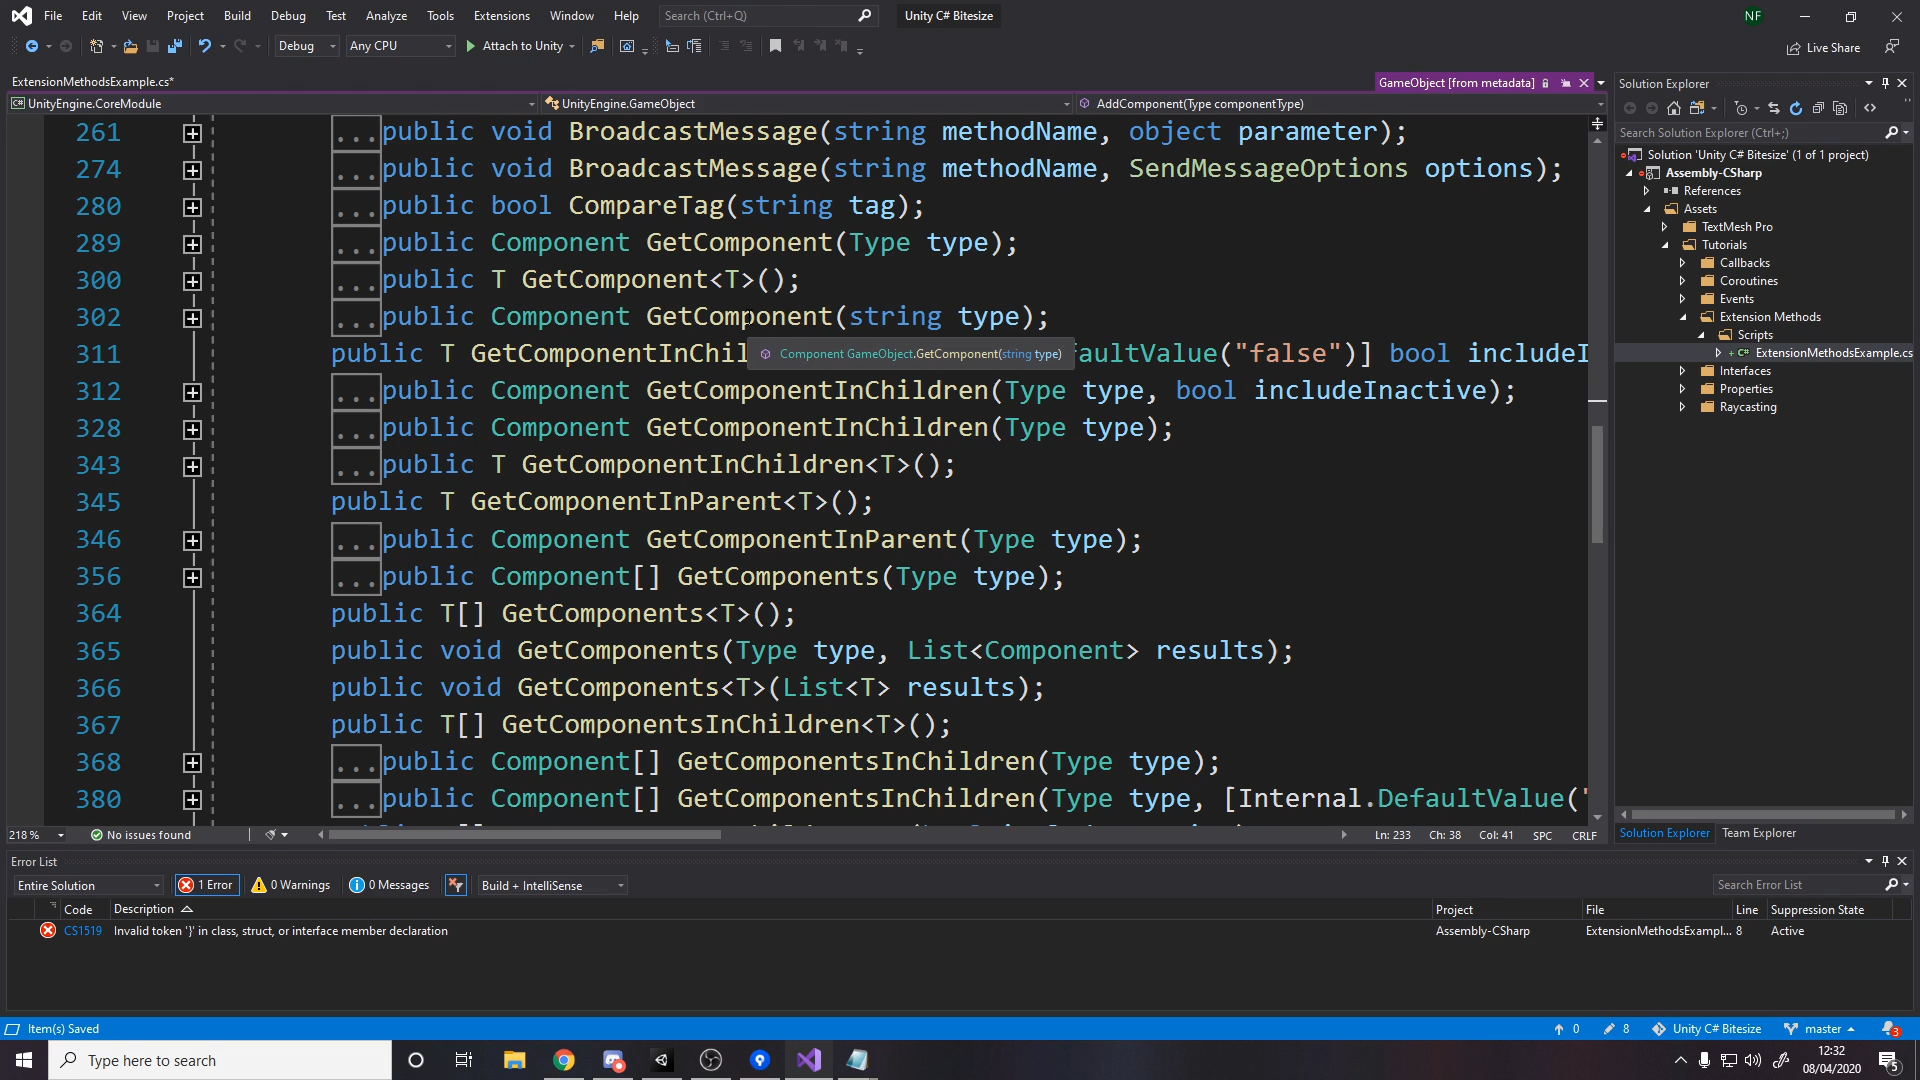 File Edit View Project Build Debug Test Analyze Tools Extensions Window Help Search (Ctrl+Q) Unity C# Bitesize NF
Debug Any CPU Attach to Unity Live Share
ExtensionMethodsExample.cs* GameObject [from metadata]
UnityEngine.CoreModule UnityEngine.GameObject AddComponent(Type componentType)
261 ...public void BroadcastMessage(string methodName, object parameter);
274 ...public void BroadcastMessage(string methodName, SendMessageOptions options);
280 ...public bool CompareTag(string tag);
289 ...public Component GetComponent(Type type);
300 ...public T GetComponent<T>();
302 ...public Component GetComponent(string type);
311 public T GetComponentInChil faultValue("false")] bool includeI
Component GameObject.GetComponent(string type)
312 ...public Component GetComponentInChildren(Type type, bool includeInactive);
328 ...public Component GetComponentInChildren(Type type);
343 ...public T GetComponentInChildren<T>();
345 public T GetComponentInParent<T>();
346 ...public Component GetComponentInParent(Type type);
356 ...public Component[] GetComponents(Type type);
364 public T[] GetComponents<T>();
365 public void GetComponents(Type type, List<Component> results);
366 public void GetComponents<T>(List<T> results);
367 public T[] GetComponentsInChildren<T>();
368 ...public Component[] GetComponentsInChildren(Type type);
380 ...public Component[] GetComponentsInChildren(Type type, [Internal.DefaultValue("
218 % No issues found Ln: 233 Ch: 38 Col: 41 SPC CRLF
Solution Explorer
Search Solution Explorer (Ctrl+;)
Solution 'Unity C# Bitesize' (1 of 1 project)
Assembly-CSharp
References
Assets
TextMesh Pro
Tutorials
Callbacks
Coroutines
Events
Extension Methods
Scripts
ExtensionMethodsExample.cs
Interfaces
Properties
Raycasting
Solution Explorer Team Explorer
Error List
Entire Solution 1 Error 0 Warnings 0 Messages Build + IntelliSense Search Error List
Code Description Project File Line Suppression State
CS1519 Invalid token '}' in class, struct, or interface member declaration Assembly-CSharp ExtensionMethodsExampl... 8 Active
Item(s) Saved 0 8 Unity C# Bitesize master 3
Type here to search 12:32
08/04/2020 5